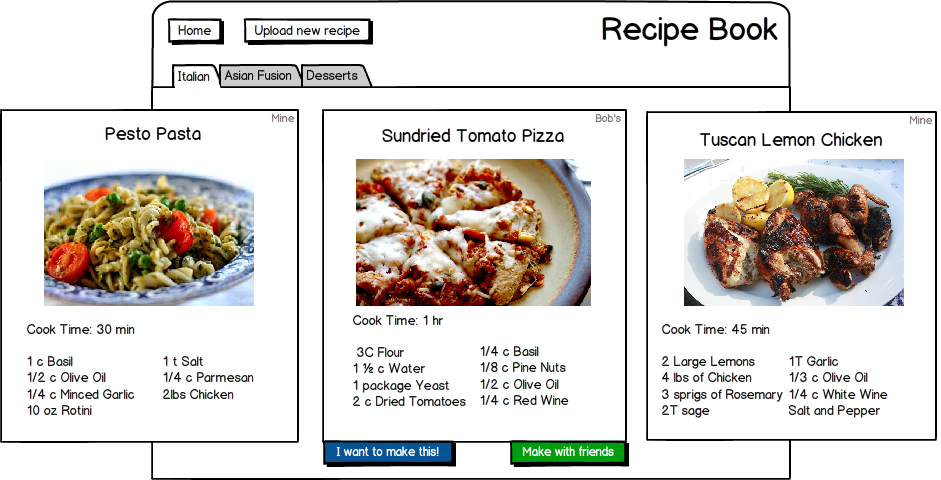 Home
Upload new recipe
Recipe Book
Italian
Asian Fusion
Desserts
Mine
Pesto Pasta
Cook Time: 30 min
1 c Basil
1/2 c Olive Oil
1/4 c Minced Garlic
10 oz Rotini
1 t Salt
1/4 c Parmesan
2lbs Chicken
Bob's
Sundried Tomato Pizza
Cook Time: 1 hr
3C Flour
1 ½ c Water
1 package Yeast
2 c Dried Tomatoes
1/4 c Basil
1/8 c Pine Nuts
1/2 c Olive Oil
1/4 c Red Wine
I want to make this!
Make with friends
Mine
Tuscan Lemon Chicken
Cook Time: 45 min
2 Large Lemons
4 lbs of Chicken
3 sprigs of Rosemary
2T sage
1T Garlic
1/3 c Olive Oil
1/4 c White Wine
Salt and Pepper